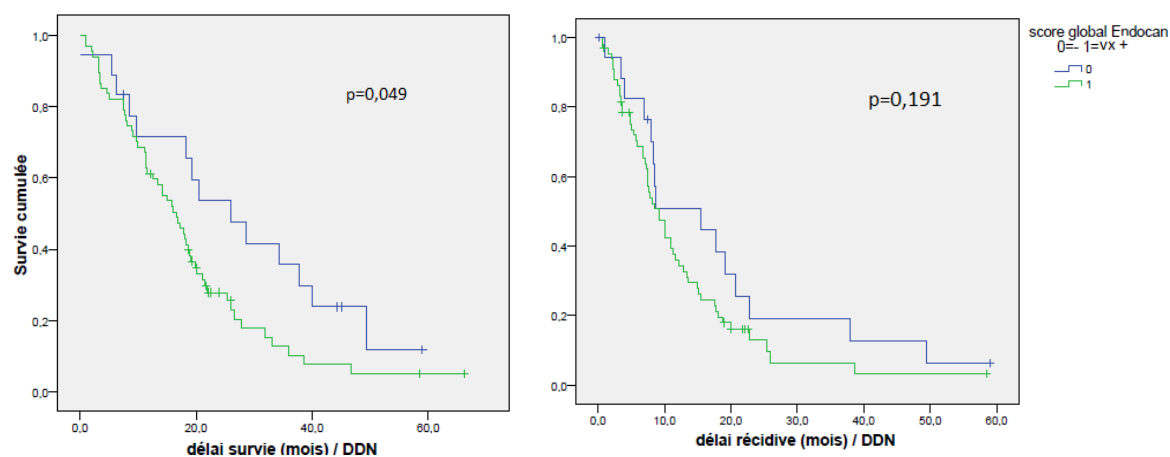 Survie cumulée
1,0
0,8
0,6
0,4
0,2
0,0
p=0,049
0,0 20,0 40,0 60,0
délai survie (mois) / DDN
1,0
0,8
0,6
0,4
0,2
0,0
p=0,191
0,0 10,0 20,0 30,0 40,0 50,0 60,0
délai récidive (mois) / DDN
score global Endocan
0=- 1=vx +
0
1